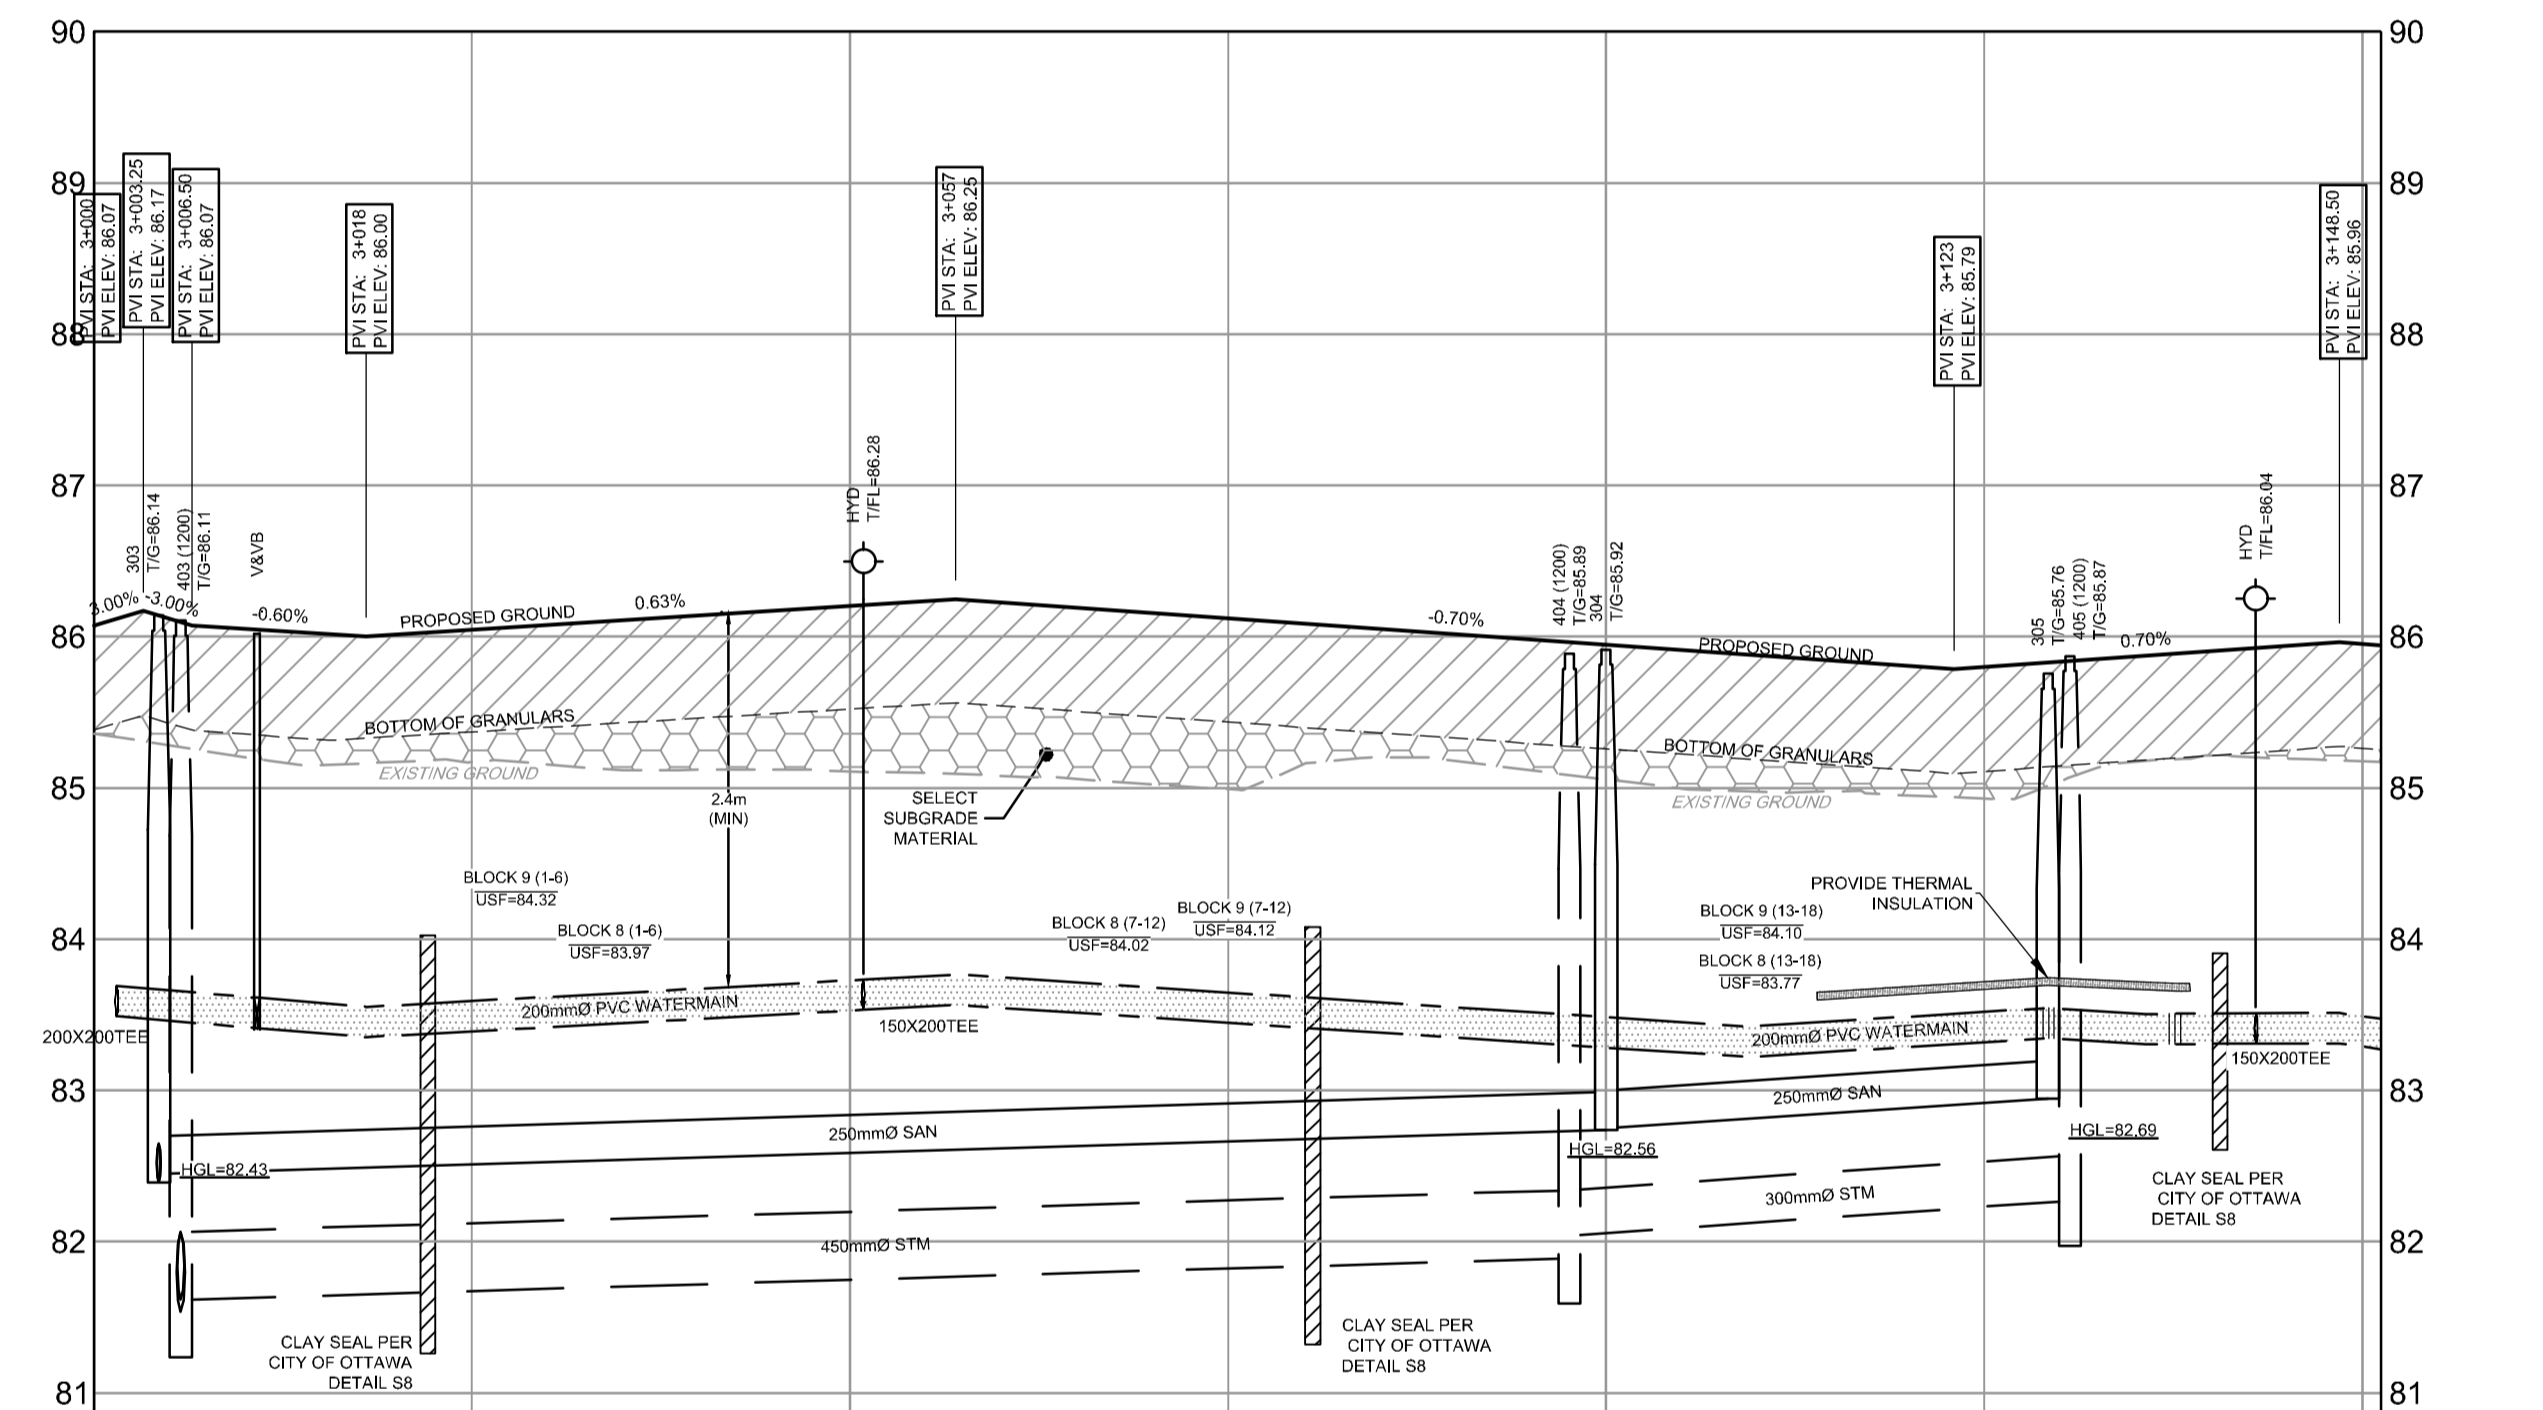 90
90
89
89
88
88
87
87
86
86
85
85
84
84
83
83
82
82
81
81
PVI STA: 3+000
PVI ELEV: 86.07
PVI STA: 3+003.25
PVI ELEV: 86.17
PVI STA: 3+006.50
PVI ELEV: 86.07
PVI STA: 3+018
PVI ELEV: 86.00
PVI STA: 3+057
PVI ELEV: 86.25
PVI STA: 3+123
PVI ELEV: 85.79
PVI STA: 3+148.50
PVI ELEV: 85.96
303
T/G=86.14
403 (1200)
T/G=86.11
V&VB
HYD
T/FL=86.28
404 (1200)
T/G=85.89
304
T/G=85.92
305
T/G=85.76
405 (1200)
T/G=85.87
HYD
T/FL=86.04
3.00%
-3.00%
-0.60%
PROPOSED GROUND
0.63%
-0.70%
PROPOSED GROUND
0.70%
BOTTOM OF GRANULARS
EXISTING GROUND
BOTTOM OF GRANULARS
EXISTING GROUND
2.4m
(MIN)
SELECT
SUBGRADE
MATERIAL
BLOCK 9 (1-6)
USF=84.32
BLOCK 8 (1-6)
USF=83.97
BLOCK 8 (7-12)
USF=84.02
BLOCK 9 (7-12)
USF=84.12
PROVIDE THERMAL
INSULATION
BLOCK 9 (13-18)
USF=84.10
BLOCK 8 (13-18)
USF=83.77
200X200TEE
200mmØ PVC WATERMAIN
150X200TEE
200mmØ PVC WATERMAIN
150X200TEE
250mmØ SAN
250mmØ SAN
HGL=82.43
HGL=82.56
HGL=82.69
450mmØ STM
300mmØ STM
CLAY SEAL PER
CITY OF OTTAWA
DETAIL S8
CLAY SEAL PER
CITY OF OTTAWA
DETAIL S8
CLAY SEAL PER
CITY OF OTTAWA
DETAIL S8